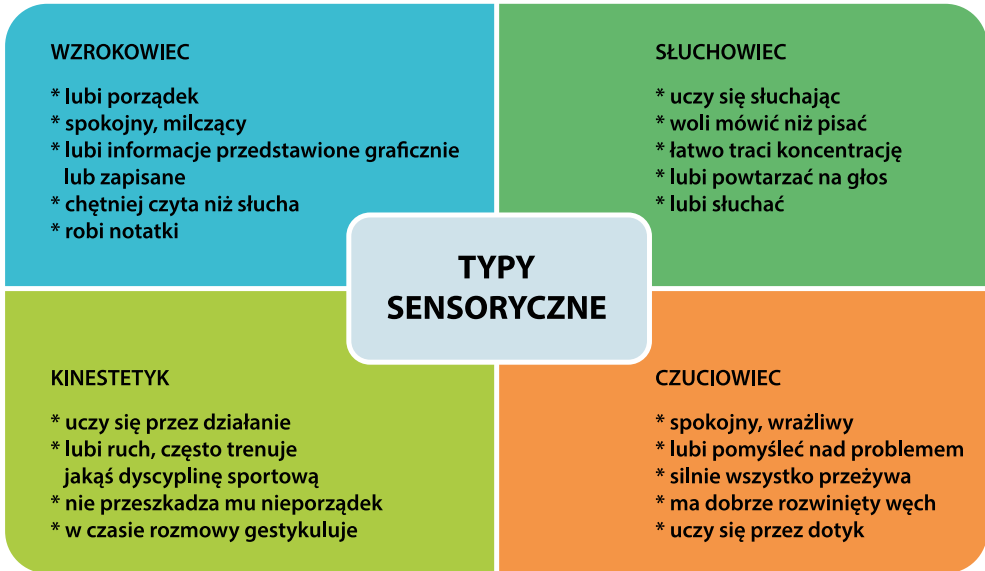 WZROKOWIEC
* lubi porządek
* spokojny, milczący
* lubi informacje przedstawione graficznie
lub zapisane
* chętniej czyta niż słucha
* robi notatki
SŁUCHOWIEC
* uczy się słuchając
* woli mówić niż pisać
* łatwo traci koncentrację
* lubi powtarzać na głos
* lubi słuchać
TYPY
SENSORYCZNE
KINESTETYK
* uczy się przez działanie
* lubi ruch, często trenuje
jakąś dyscyplinę sportową
* nie przeszkadza mu nieporządek
* w czasie rozmowy gestykuluje
CZUCIOWIEC
* spokojny, wrażliwy
* lubi pomyśleć nad problemem
* silnie wszystko przeżywa
* ma dobrze rozwinięty węch
* uczy się przez dotyk